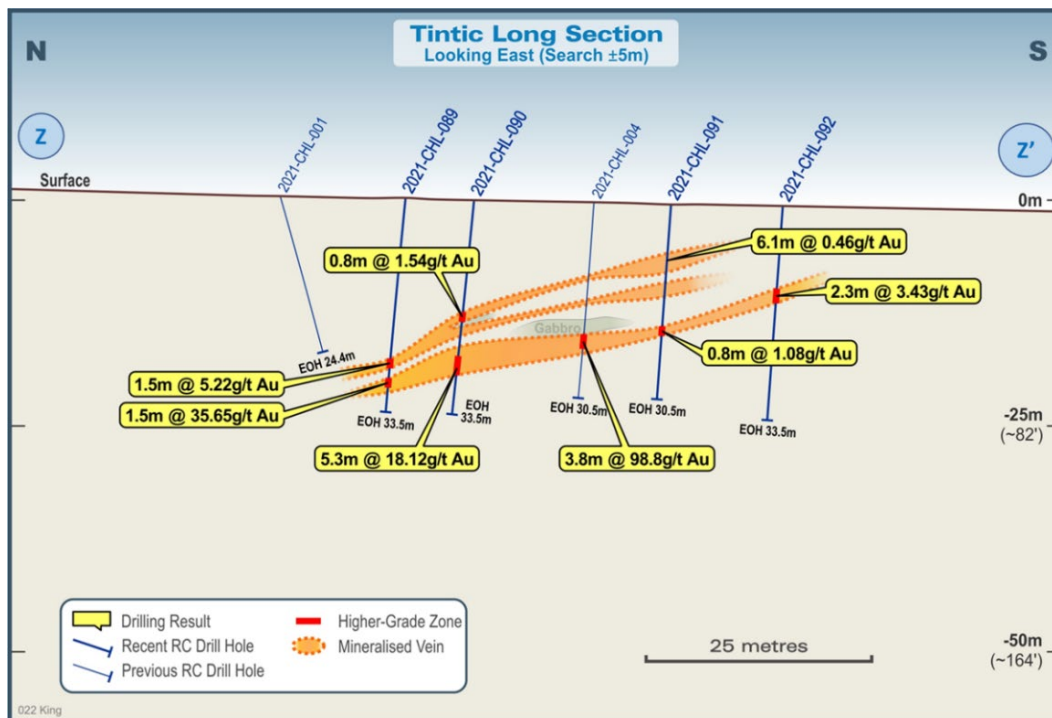 Tintic Long Section
Looking East (Search ±5m)
N
S
Z
Z'
2021-CHL-001
2021-CHL-089
2021-CHL-090
2021-CHL-004
2021-CHL-091
2021-CHL-092
Surface
0m
0.8m @ 1.54g/t Au
6.1m @ 0.46g/t Au
2.3m @ 3.43g/t Au
Gabbro
EOH 24.4m
0.8m @ 1.08g/t Au
1.5m @ 5.22g/t Au
1.5m @ 35.65g/t Au
EOH 33.5m
EOH
33.5m
EOH 30.5m
EOH 30.5m
EOH 33.5m
-25m
(~82')
5.3m @ 18.12g/t Au
3.8m @ 98.8g/t Au
Drilling Result
Recent RC Drill Hole
Previous RC Drill Hole
Higher-Grade Zone
Mineralised Vein
25 metres
-50m
(~164')
022 King